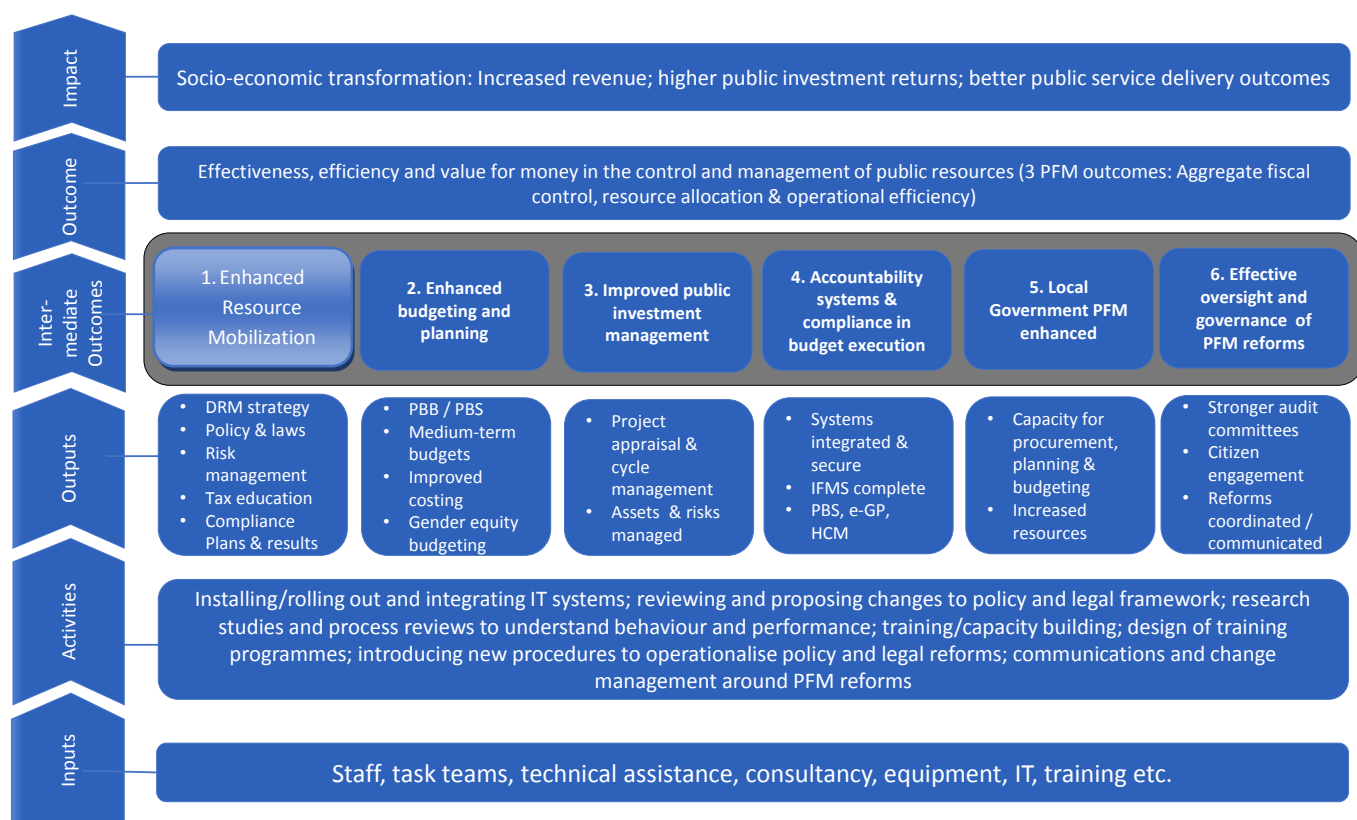 Impact
Socio-economic transformation: Increased revenue; higher public investment returns; better public service delivery outcomes
Outcome
Effectiveness, efficiency and value for money in the control and management of public resources (3 PFM outcomes: Aggregate fiscal
control, resource allocation & operational efficiency)
Inter-
mediate
Outcomes
1. Enhanced
Resource
Mobilization
2. Enhanced
budgeting and
planning
3. Improved public
investment
management
4. Accountability
systems &
compliance in
budget execution
5. Local
Government PFM
enhanced
6. Effective
oversight and
governance of
PFM reforms
Outputs
• DRM strategy
• Policy & laws
• Risk
management
• Tax education
• Compliance
Plans & results
• PBB / PBS
• Medium-term
budgets
• Improved
costing
• Gender equity
budgeting
• Project
appraisal &
cycle
management
• Assets & risks
managed
• Systems
integrated &
secure
• IFMS complete
• PBS, e-GP,
HCM
• Capacity for
procurement,
planning &
budgeting
• Increased
resources
• Stronger audit
committees
• Citizen
engagement
• Reforms
coordinated /
communicated
Activities
Installing/rolling out and integrating IT systems; reviewing and proposing changes to policy and legal framework; research
studies and process reviews to understand behaviour and performance; training/capacity building; design of training
programmes; introducing new procedures to operationalise policy and legal reforms; communications and change
management around PFM reforms
Inputs
Staff, task teams, technical assistance, consultancy, equipment, IT, training etc.